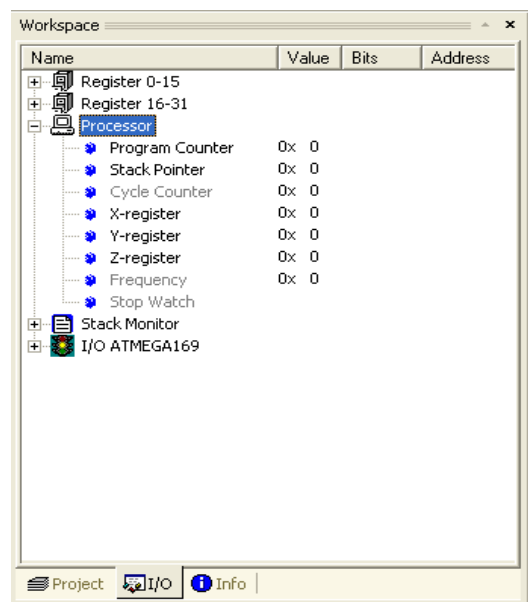 Workspace
Name Value Bits Address
Register 0-15
Register 16-31
Processor
Program Counter 0x 0
Stack Pointer 0x 0
Cycle Counter
X-register 0x 0
Y-register 0x 0
Z-register 0x 0
Frequency 0x 0
Stop Watch
Stack Monitor
I/O ATMEGA169
Project I/O Info